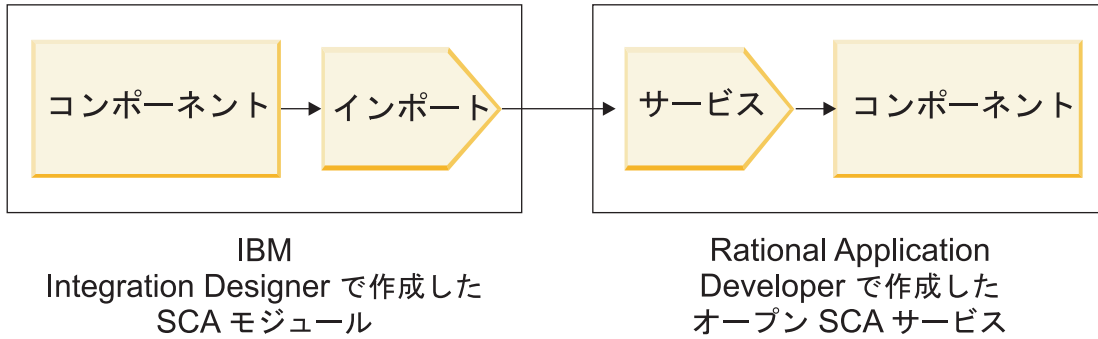 コンポーネント
インポート
サービス
コンポーネント
IBM
Integration Designer で作成した
SCA モジュール
Rational Application
Developer で作成した
オープン SCA サービス